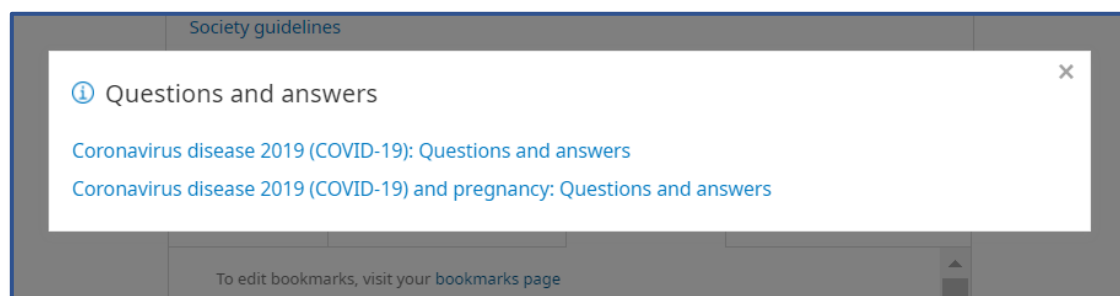 Society guidelines
Questions and answers
Coronavirus disease 2019 (COVID-19): Questions and answers
Coronavirus disease 2019 (COVID-19) and pregnancy: Questions and answers
To edit bookmarks, visit your bookmarks page